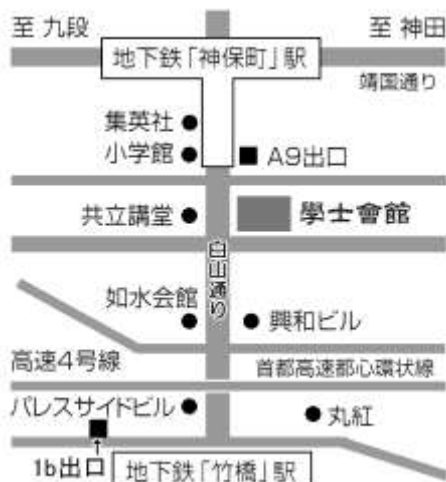 至 九段
至 神田
地下鉄「神保町」駅
靖国通り
集英社
小学館
A9出口
共立講堂
學士會館
白山通り
如水会館
興和ビル
高速4号線
首都高速都心環状線
パレスサイドビル
丸紅
1b出口
地下鉄「竹橋」駅